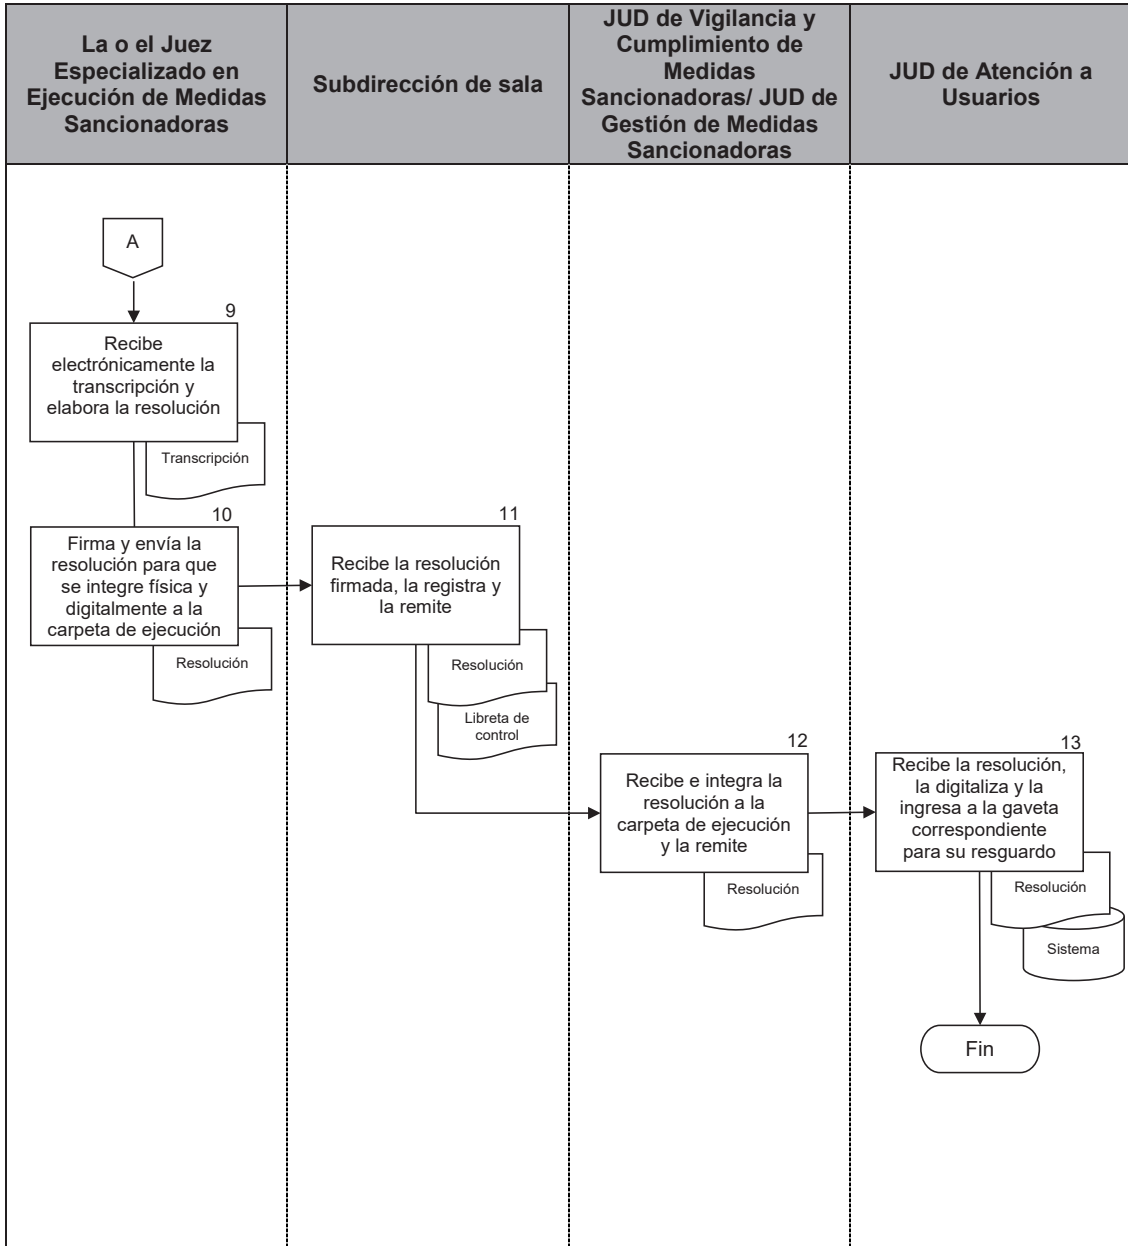 La o el Juez
Especializado en
Ejecución de Medidas
Sancionadoras
Subdirección de sala
JUD de Vigilancia y
Cumplimiento de
Medidas
Sancionadoras/ JUD de
Gestión de Medidas
Sancionadoras
JUD de Atención a
Usuarios
A
9
Recibe
electrónicamente la
transcripción y
elabora la resolución
Transcripción
10
Firma y envía la
resolución para que
se integre física y
digitalmente a la
carpeta de ejecución
Resolución
11
Recibe la resolución
firmada, la registra y
la remite
Resolución
Libreta de
control
12
Recibe e integra la
resolución a la
carpeta de ejecución
y la remite
Resolución
13
Recibe la resolución,
la digitaliza y la
ingresa a la gaveta
correspondiente
para su resguardo
Resolución
Sistema
Fin